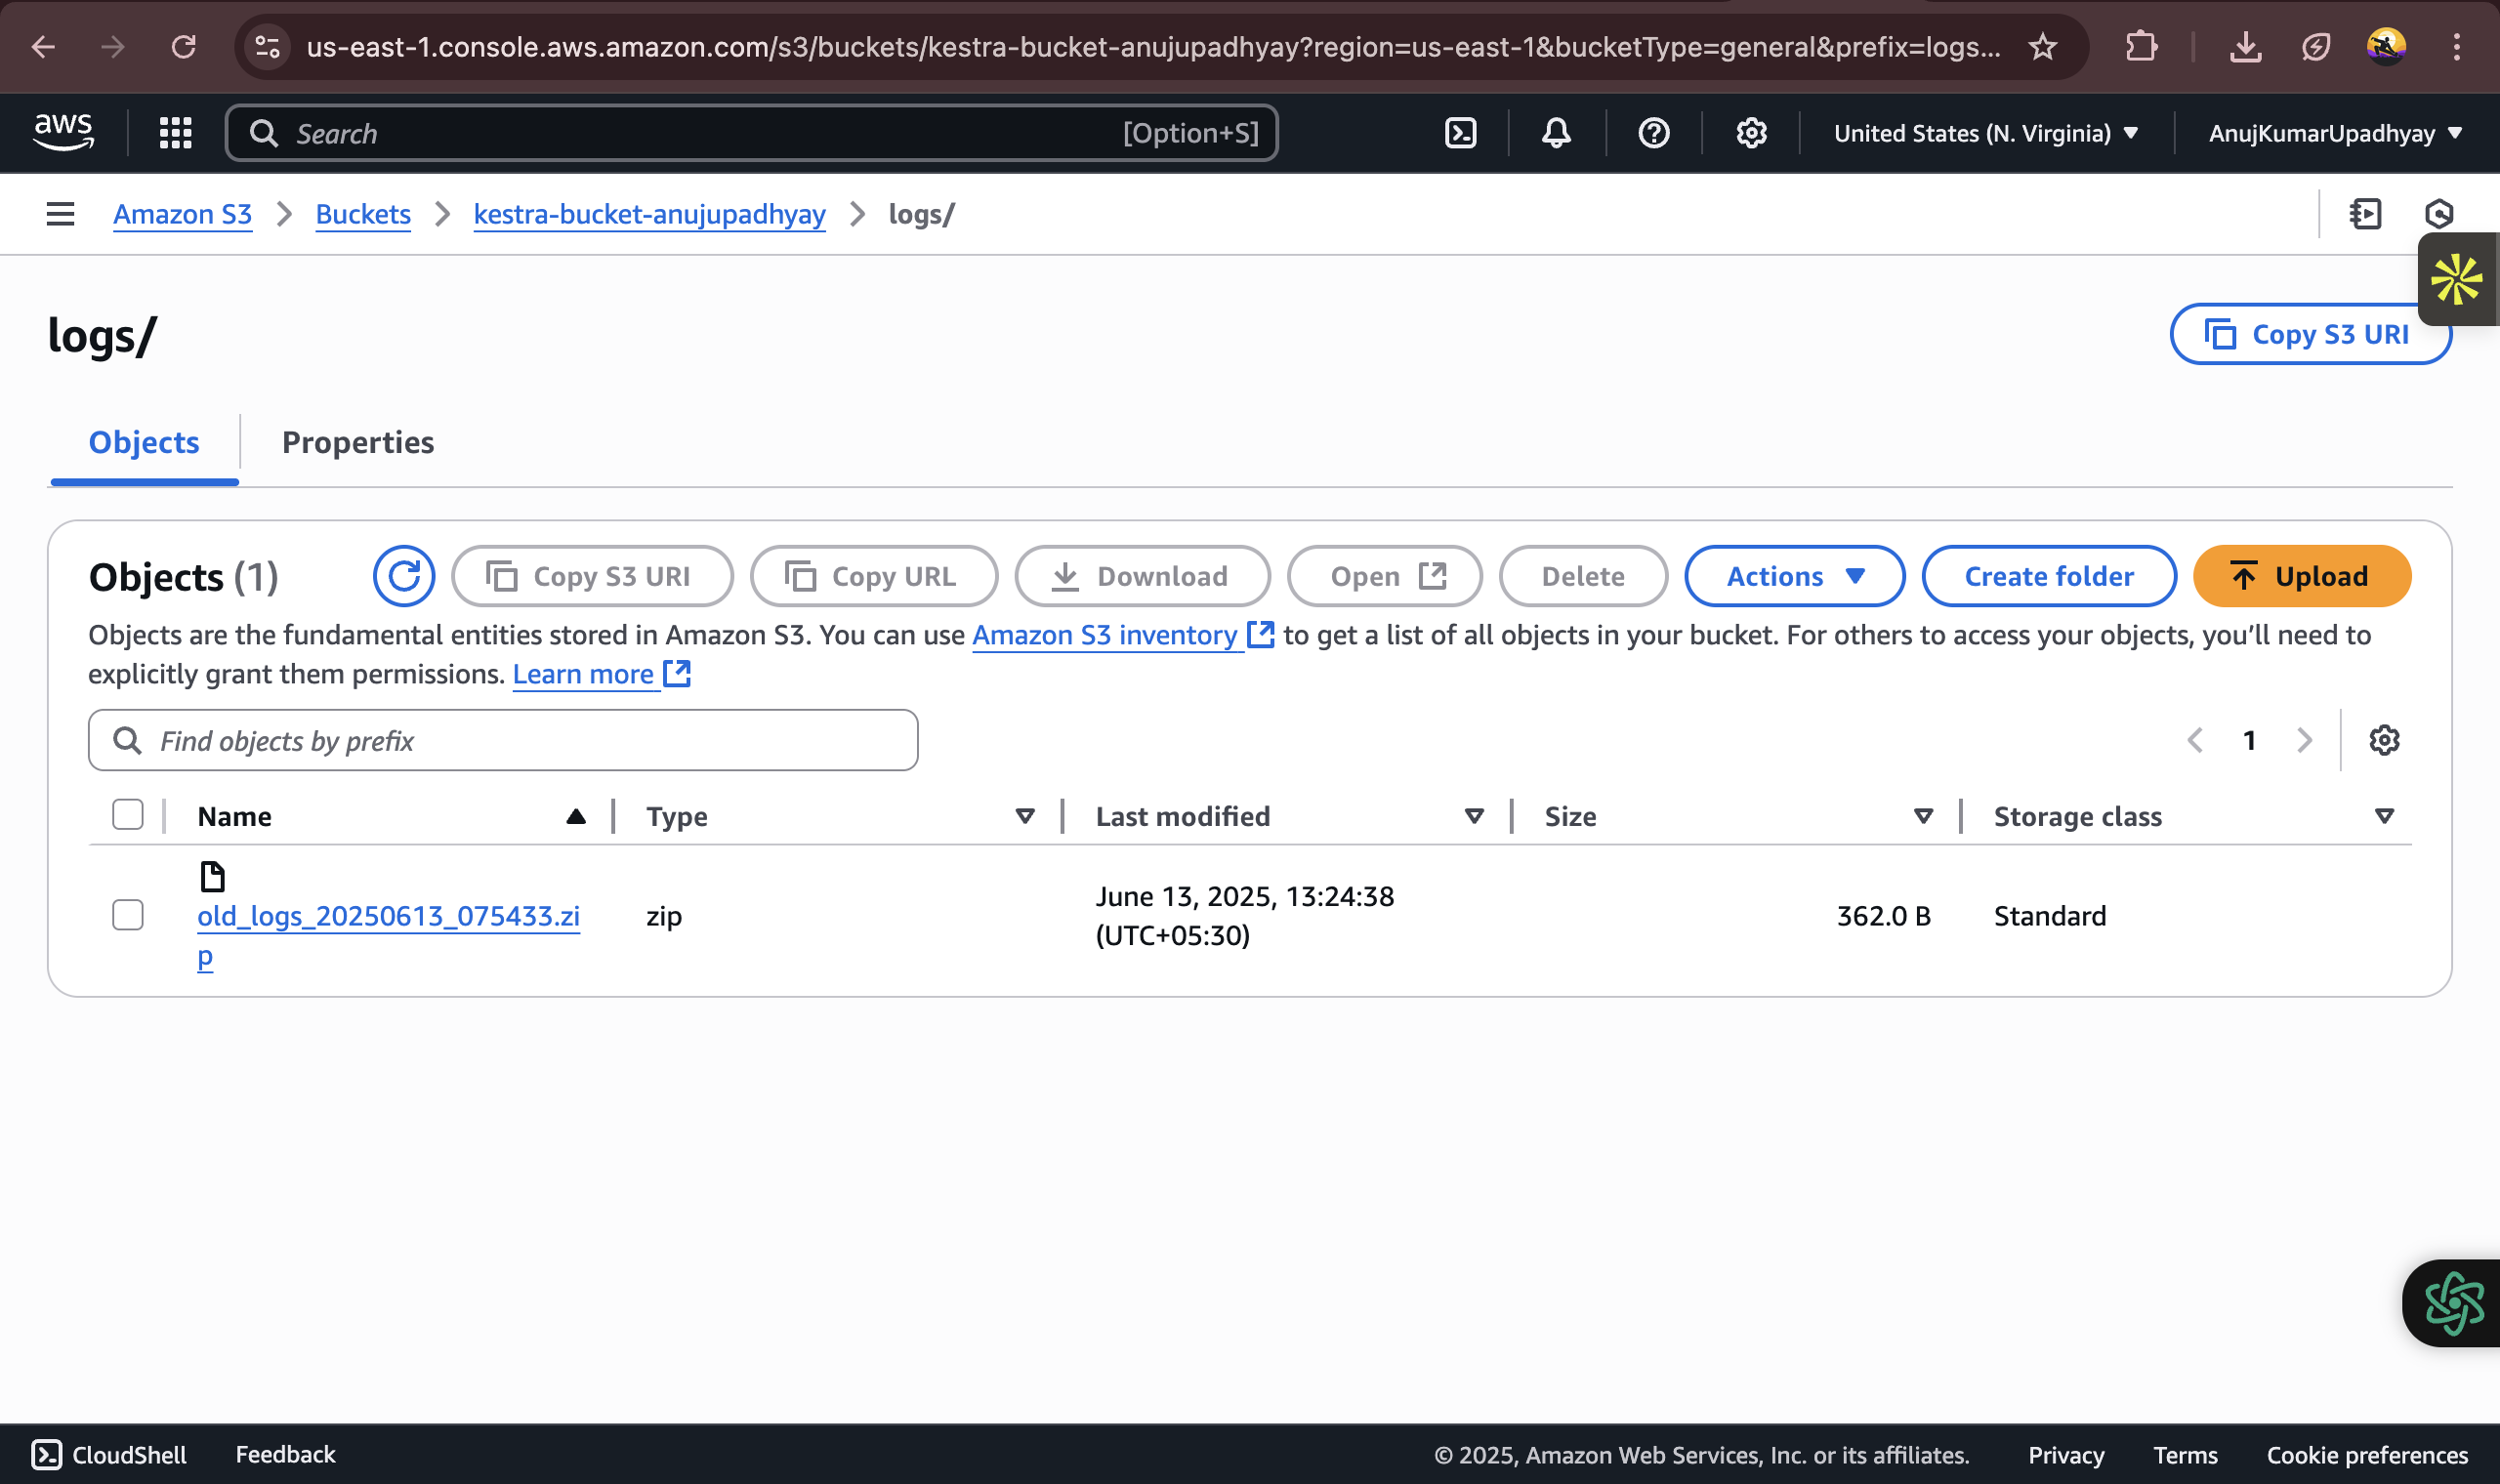 us-east-1.console.aws.amazon.com/s3/buckets/kestra-bucket-anujupadhyay?region=us-east-1&bucketType=general&prefix=logs...
aws
Search
[Option+S]
United States (N. Virginia)
AnujKumarUpadhyay
Amazon S3
Buckets
kestra-bucket-anujupadhyay
logs/
logs/
Copy S3 URI
Objects
Properties
Objects (1)
Copy S3 URI
Copy URL
Download
Open
Delete
Actions
Create folder
Upload
Objects are the fundamental entities stored in Amazon S3. You can use Amazon S3 inventory to get a list of all objects in your bucket. For others to access your objects, you’ll need to
explicitly grant them permissions. Learn more
Find objects by prefix
1
Name
Type
Last modified
Size
Storage class
old_logs_20250613_075433.zi
p
zip
June 13, 2025, 13:24:38
(UTC+05:30)
362.0 B
Standard
CloudShell
Feedback
© 2025, Amazon Web Services, Inc. or its affiliates.
Privacy
Terms
Cookie preferences